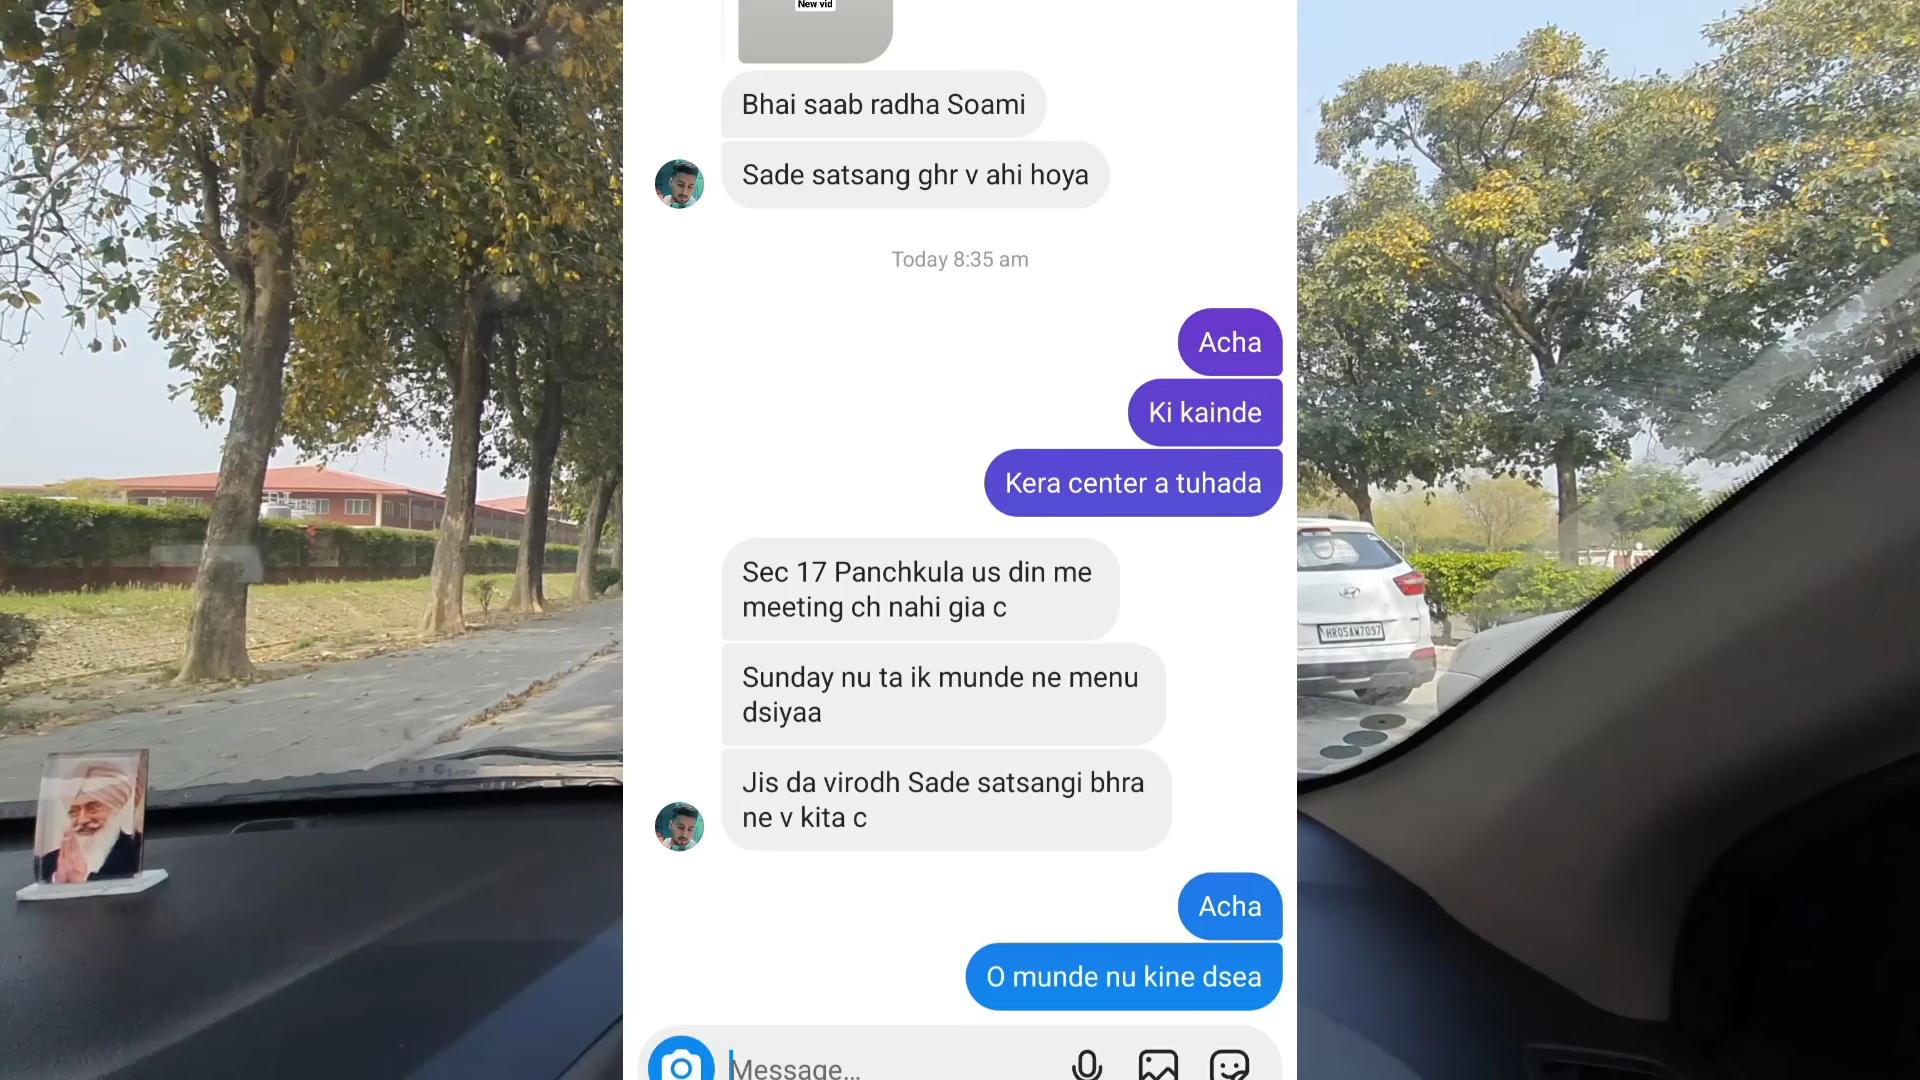 New vid
Bhai saab radha Soami
Sade satsang ghr v ahi hoya
Today 8:35 am
Acha
Ki kainde
Kera center a tuhada
Sec 17 Panchkula us din me
meeting ch nahi gia c
Sunday nu ta ik munde ne menu
dsiyaa
Jis da virodh Sade satsangi bhra
ne v kita c
Acha
O munde nu kine dsea
Message...
HR05AW7097